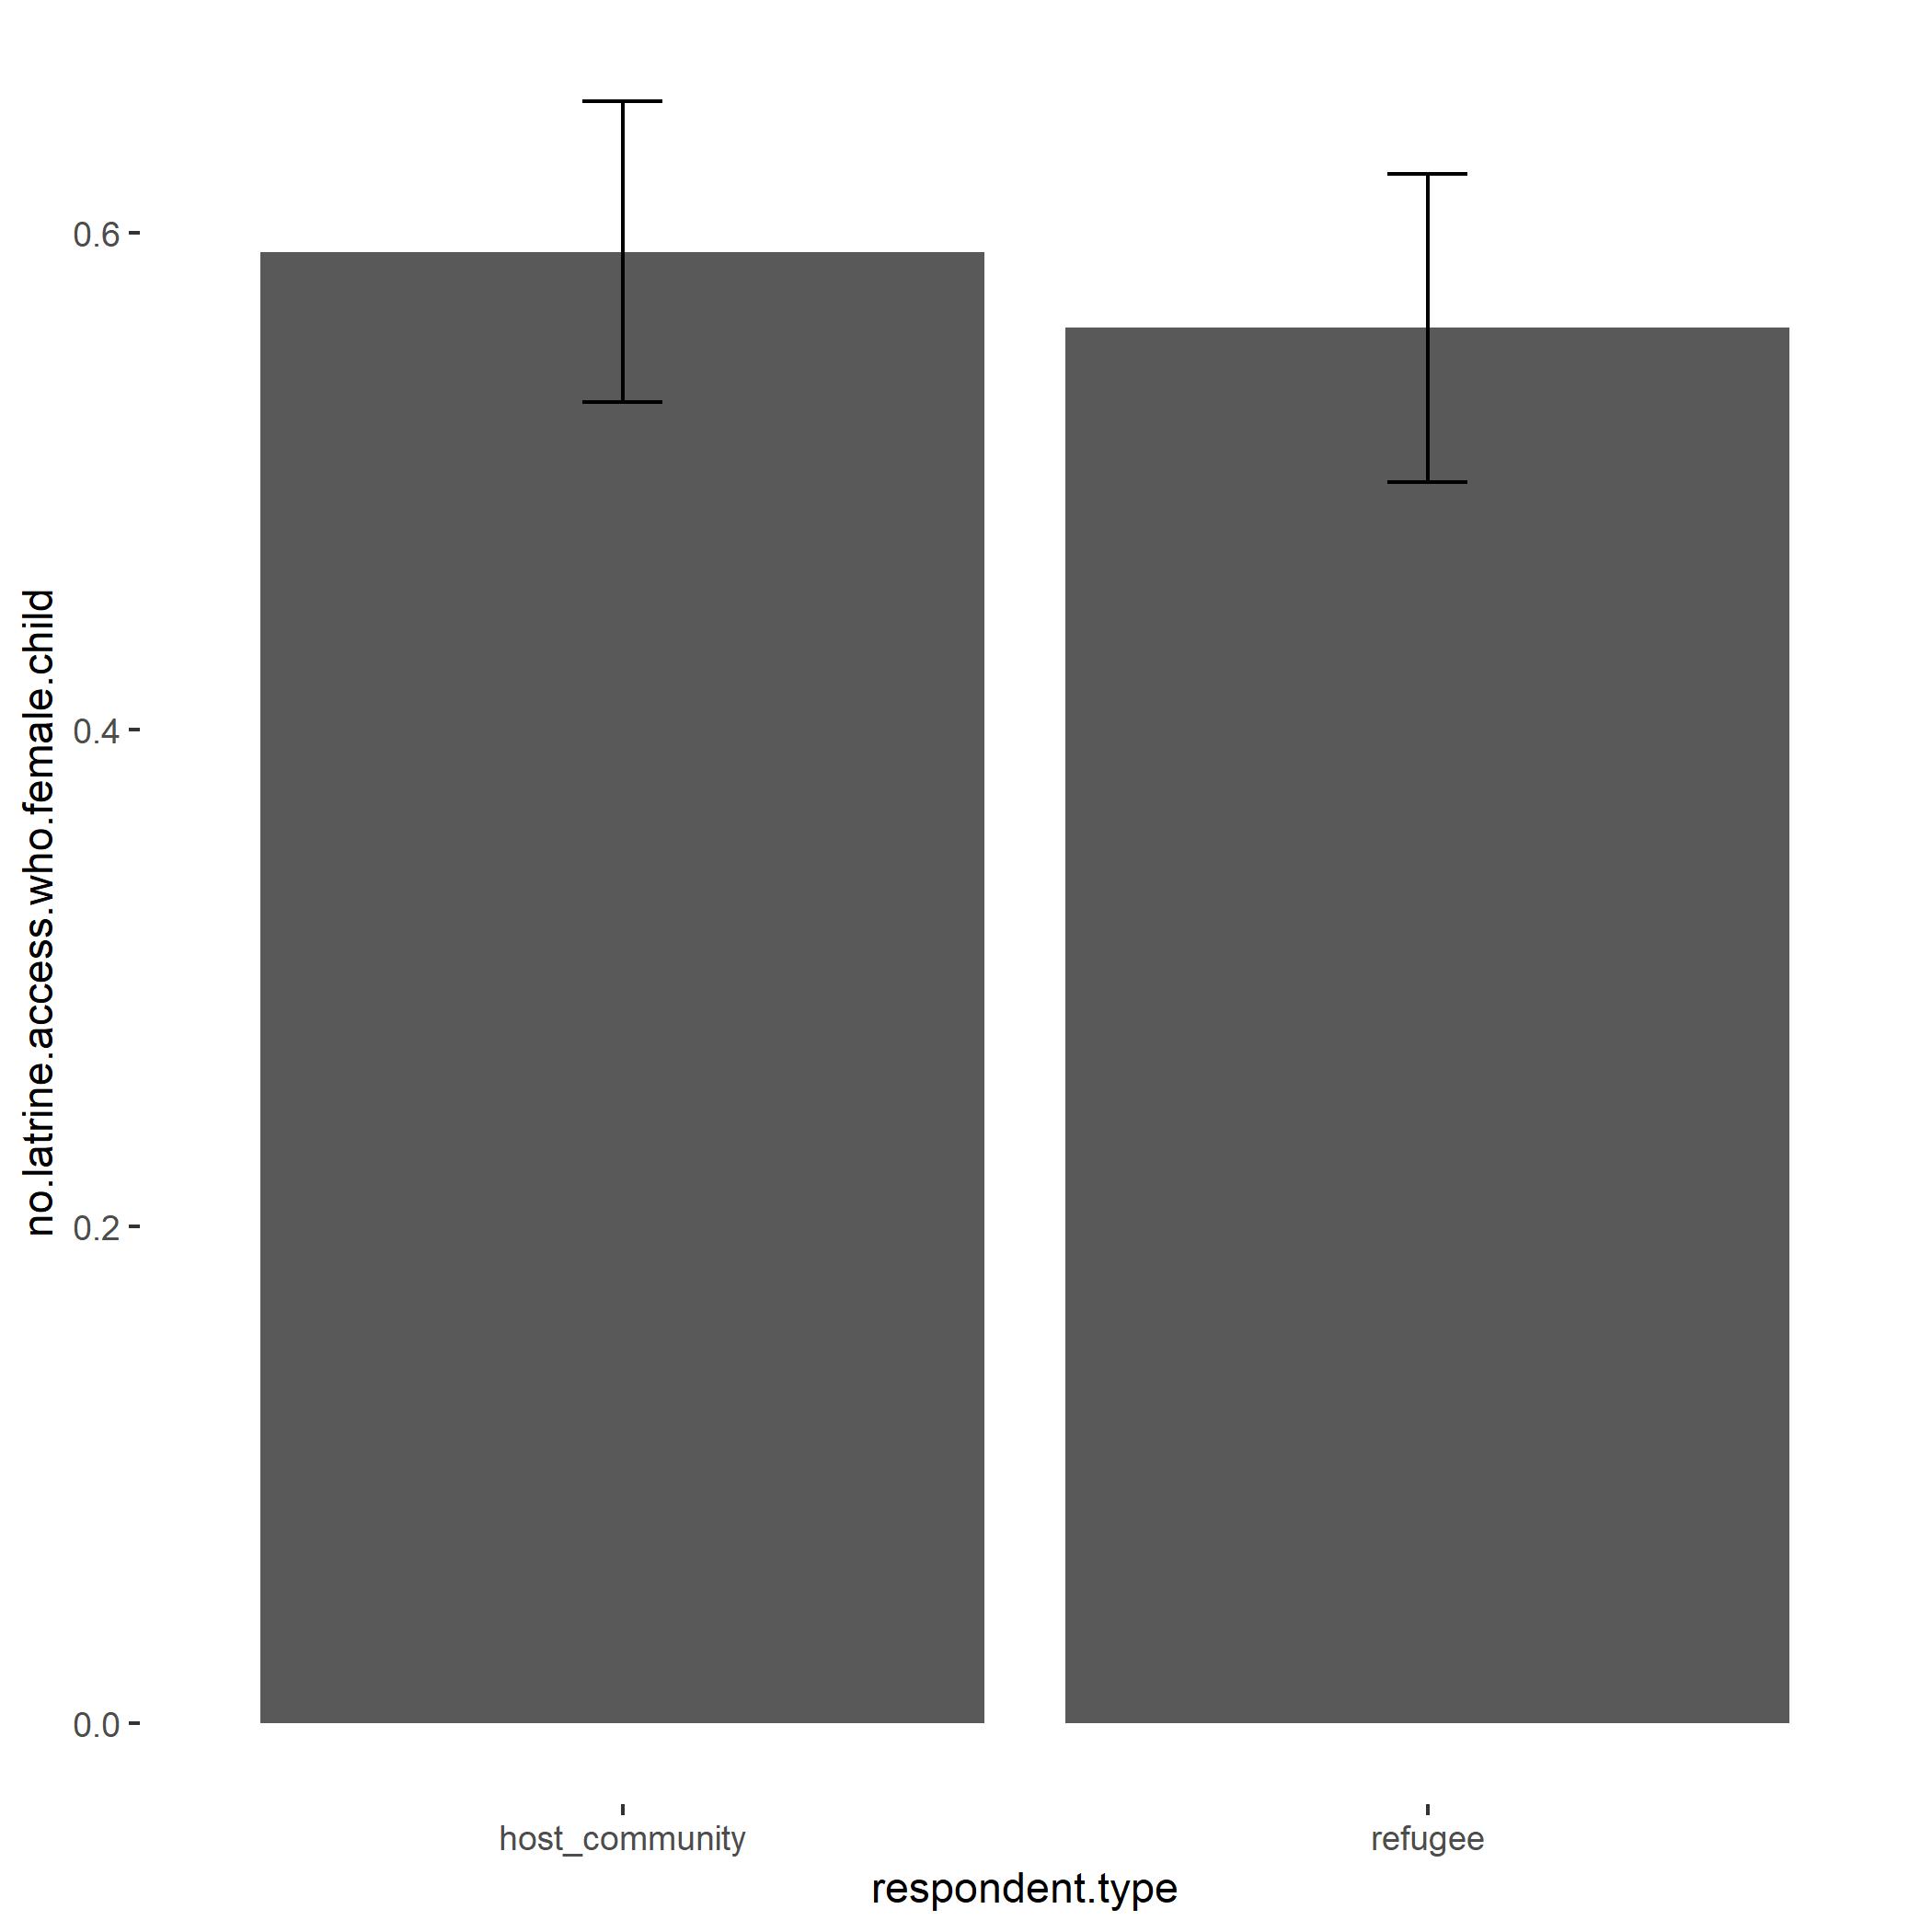 no.latrine.access.who.female.child
0.6
0.4
0.2
0.0
host_community
refugee
respondent.type